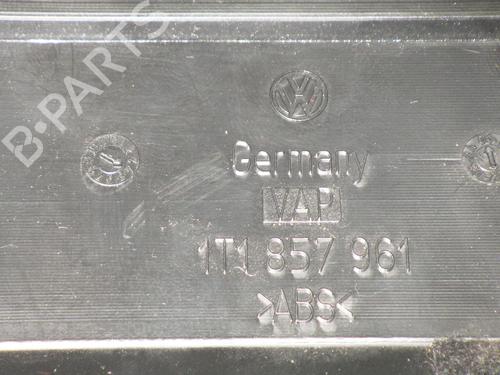 B-PARTS
Germany
VAP
1T1 857 961
>ABS<